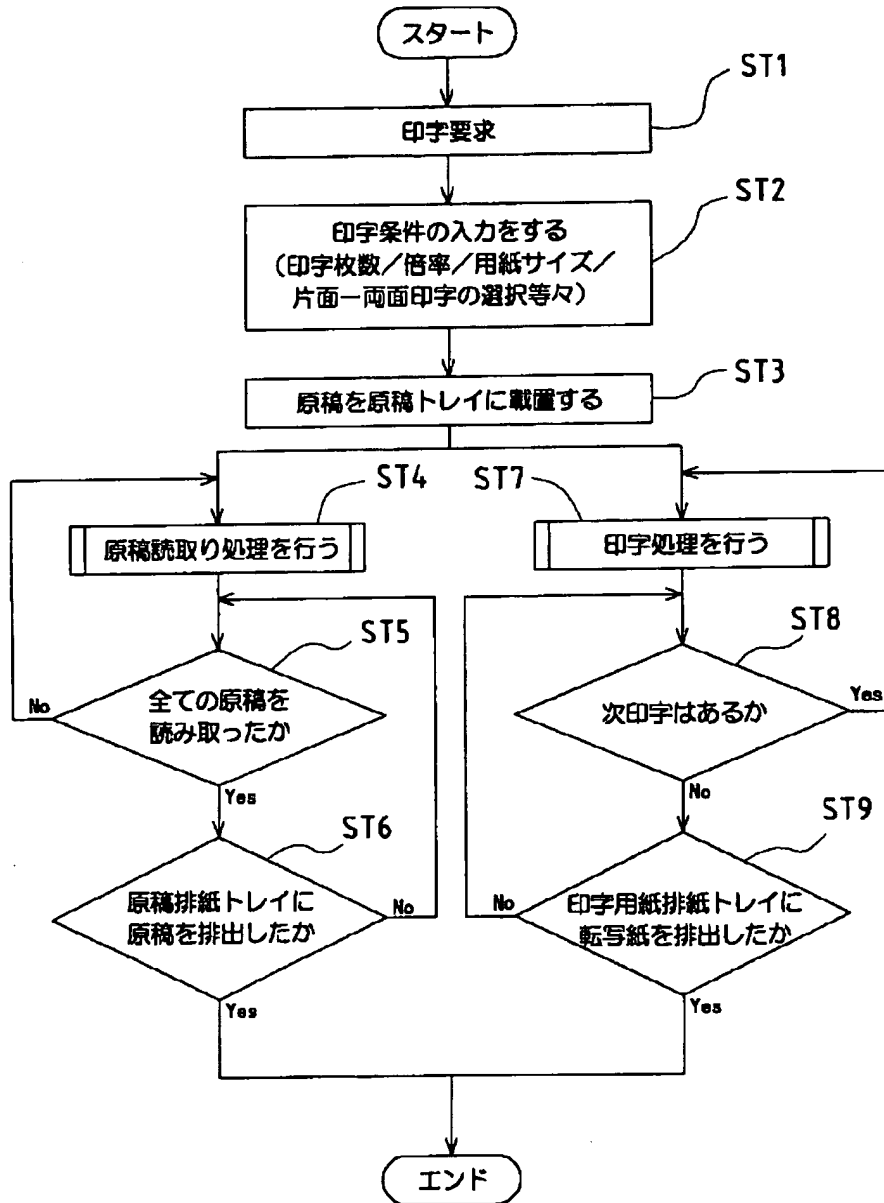 スタート
ST1
印字要求
ST2
印字条件の入力をする
(印字枚数/倍率/用紙サイズ/
片面ー両面印字の選択等々)
ST3
原稿を原稿トレイに載置する
ST4
原稿読取り処理を行う
ST7
印字処理を行う
ST5
全ての原稿を
読み取ったか
No
Yes
ST8
次印字はあるか
Yes
No
ST6
原稿排紙トレイに
原稿を排出したか
No
Yes
ST9
印字用紙排紙トレイに
転写紙を排出したか
No
Yes
エンド